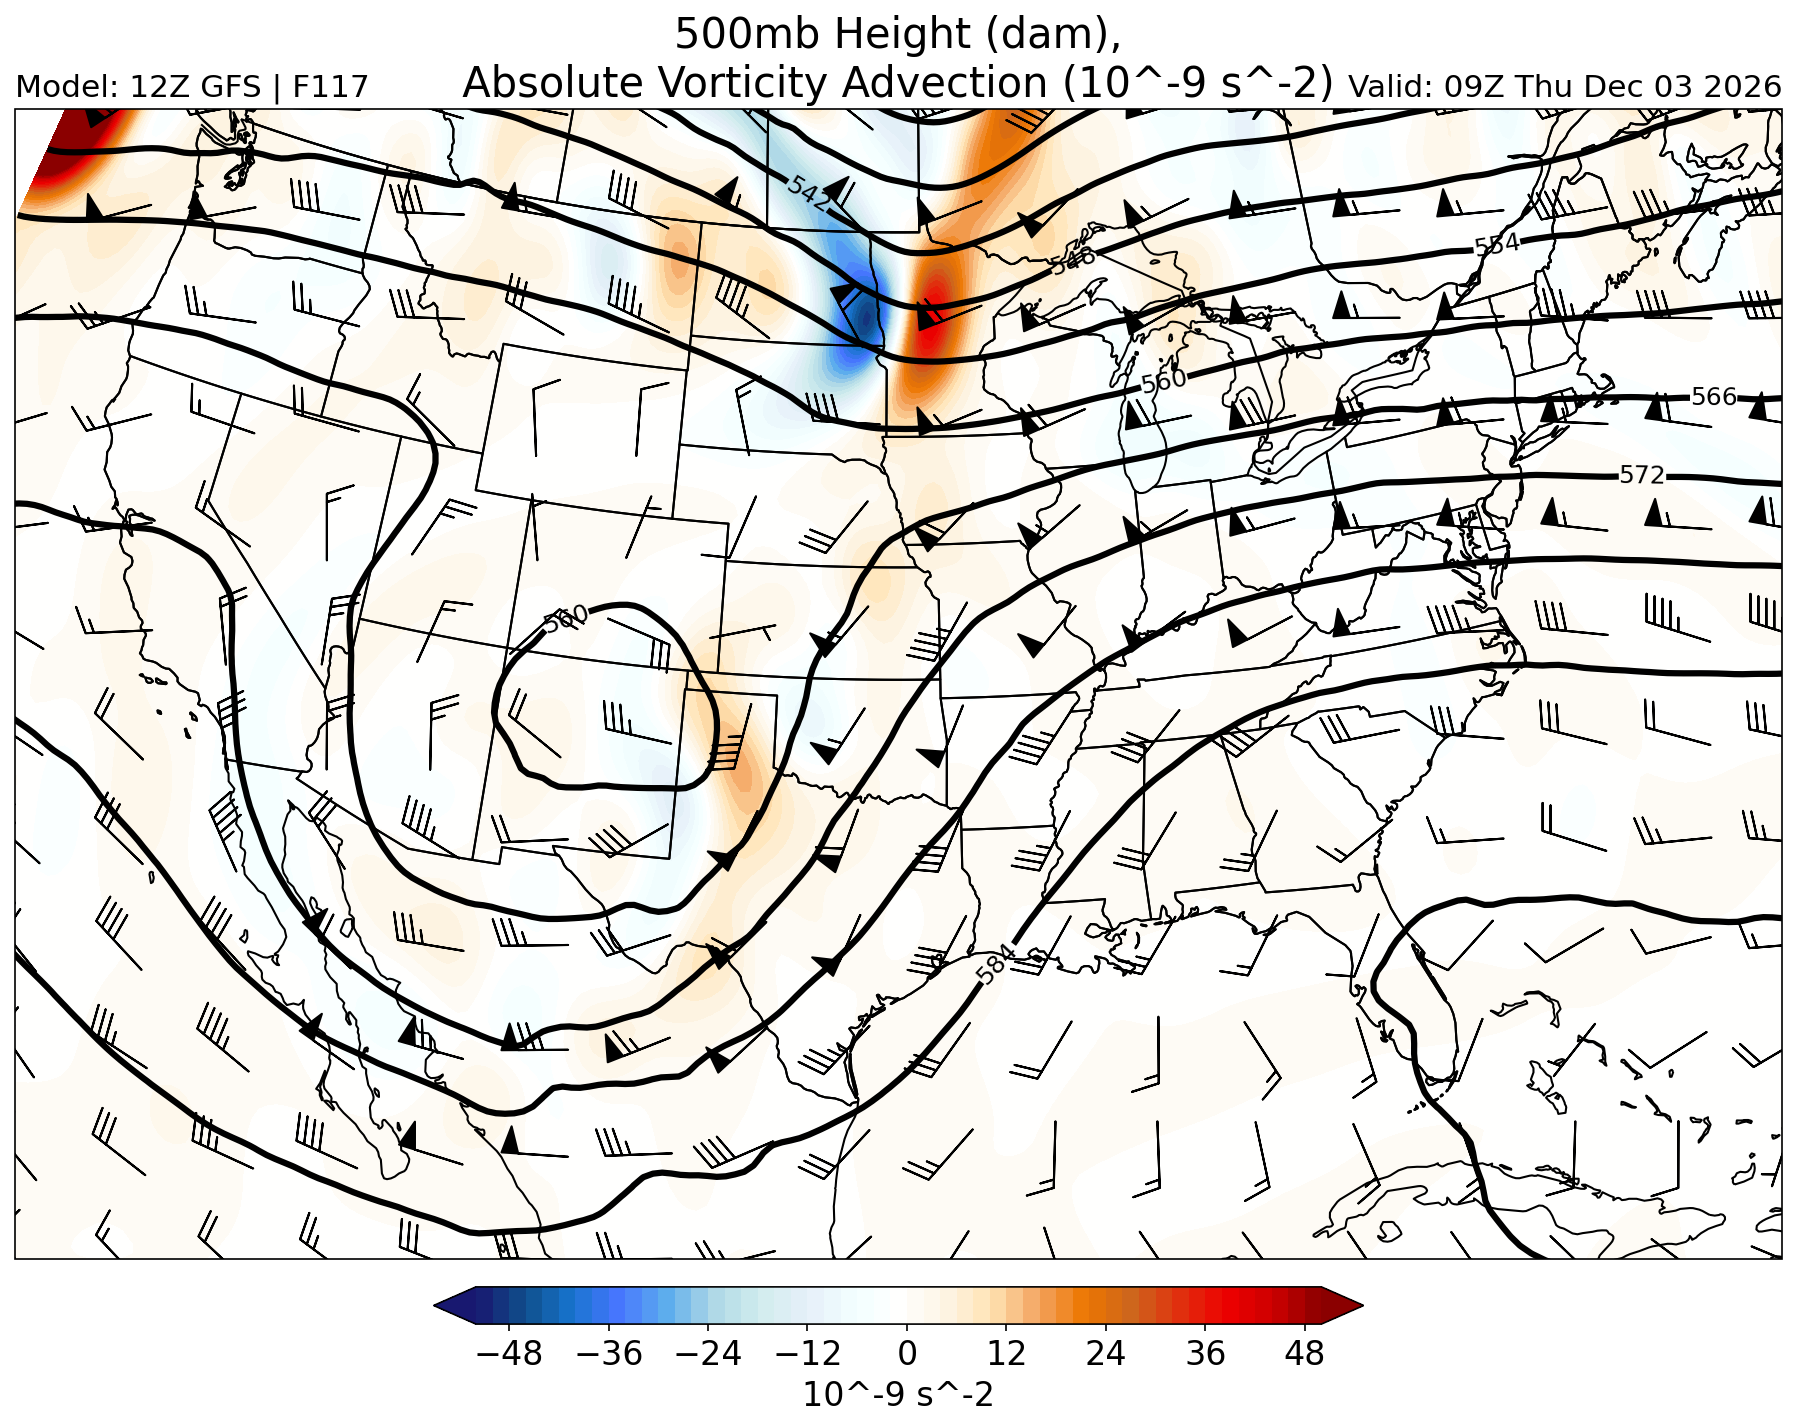 500mb Height (dam),
Model: 12Z GFS | F117
Absolute Vorticity Advection (10^-9 s^-2)
Valid: 09Z Thu Dec 03 2026
542
548
554
560
566
572
560
584
−48 −36 −24 −12 0 12 24 36 48
10^-9 s^-2